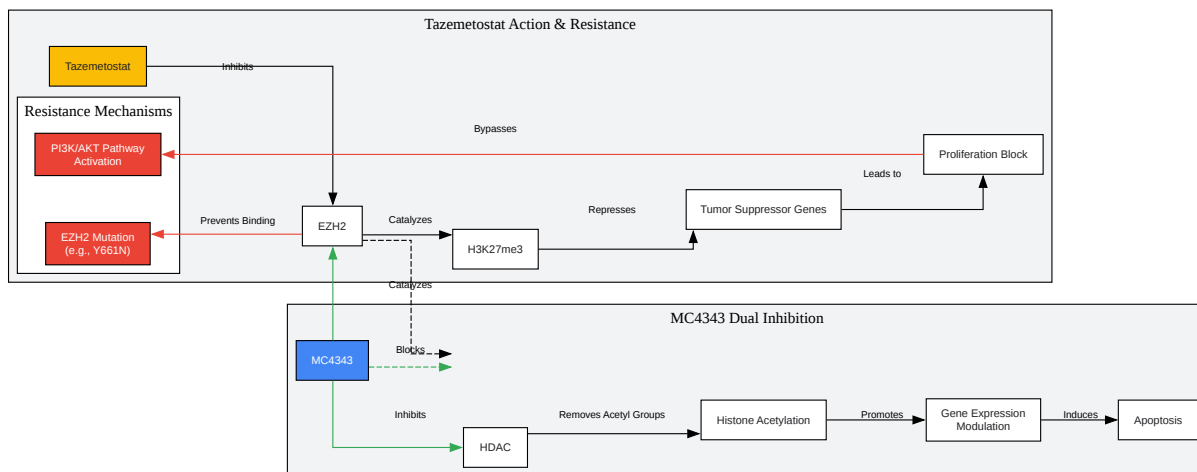 Tazemetostat Action & Resistance
Tazemetostat
Inhibits
Resistance Mechanisms
PI3K/AKT Pathway
Activation
Bypasses
Proliferation Block
Leads to
EZH2 Mutation
(e.g., Y661N)
Prevents Binding
EZH2
Catalyzes
H3K27me3
Represses
Tumor Suppressor Genes
Catalyzes
MC4343 Dual Inhibition
MC4343
Blocks
Inhibits
HDAC
Removes Acetyl Groups
Histone Acetylation
Promotes
Gene Expression
Modulation
Induces
Apoptosis